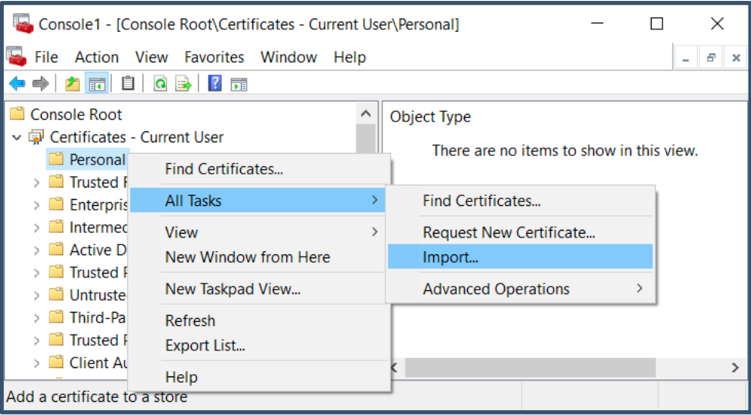 Console1 - [Console Root\Certificates - Current User\Personal]
File Action View Favorites Window Help
Console Root
Certificates - Current User
Personal
Trusted
Enterpris
Intermed
Active D
Trusted
Untruste
Third-Pa
Trusted
Client Au
Find Certificates...
All Tasks
View
New Window from Here
New Taskpad View...
Refresh
Export List...
Help
Find Certificates...
Request New Certificate...
Import...
Advanced Operations
Object Type
There are no items to show in this view.
Add a certificate to a store